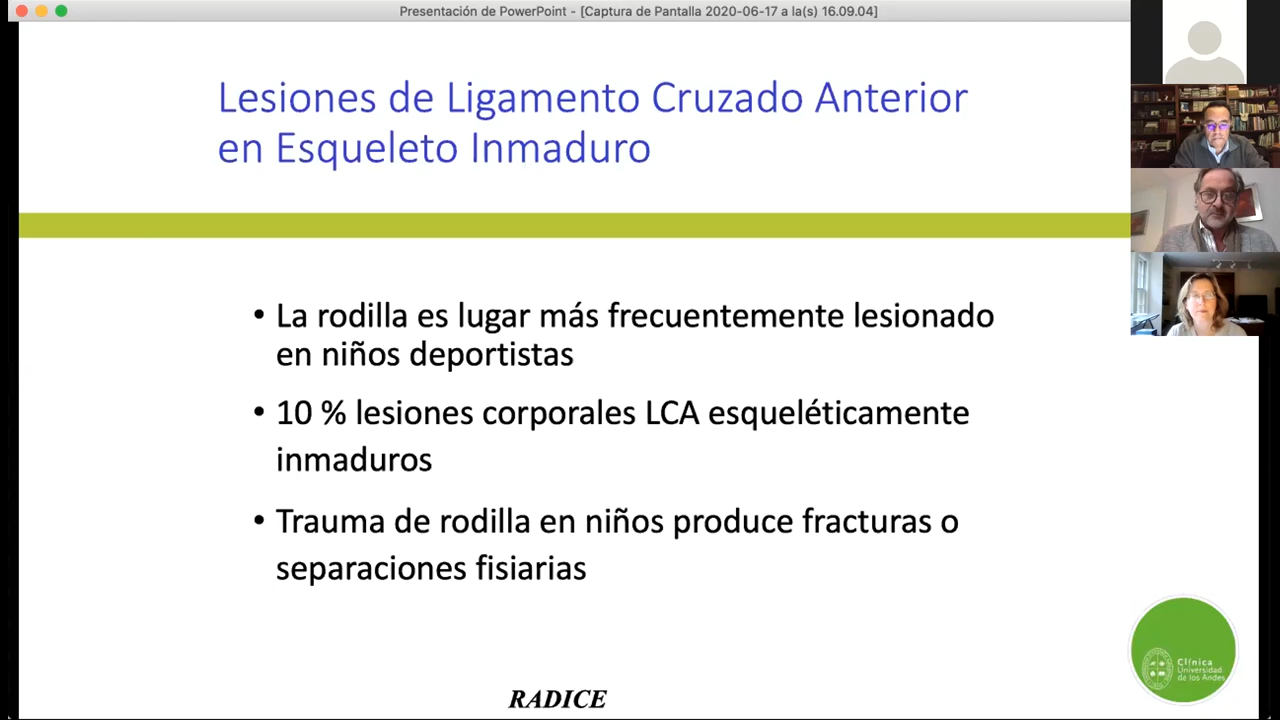 Presentación de PowerPoint - [Captura de Pantalla 2020-06-17 a la(s) 16.09.04]
Lesiones de Ligamento Cruzado Anterior
en Esqueleto Inmaduro
• La rodilla es lugar más frecuentemente lesionado
en niños deportistas
• 10 % lesiones corporales LCA esqueléticamente
inmaduros
• Trauma de rodilla en niños produce fracturas o
separaciones fisiarias
Clínica
Universidad
de los Andes
RADICE